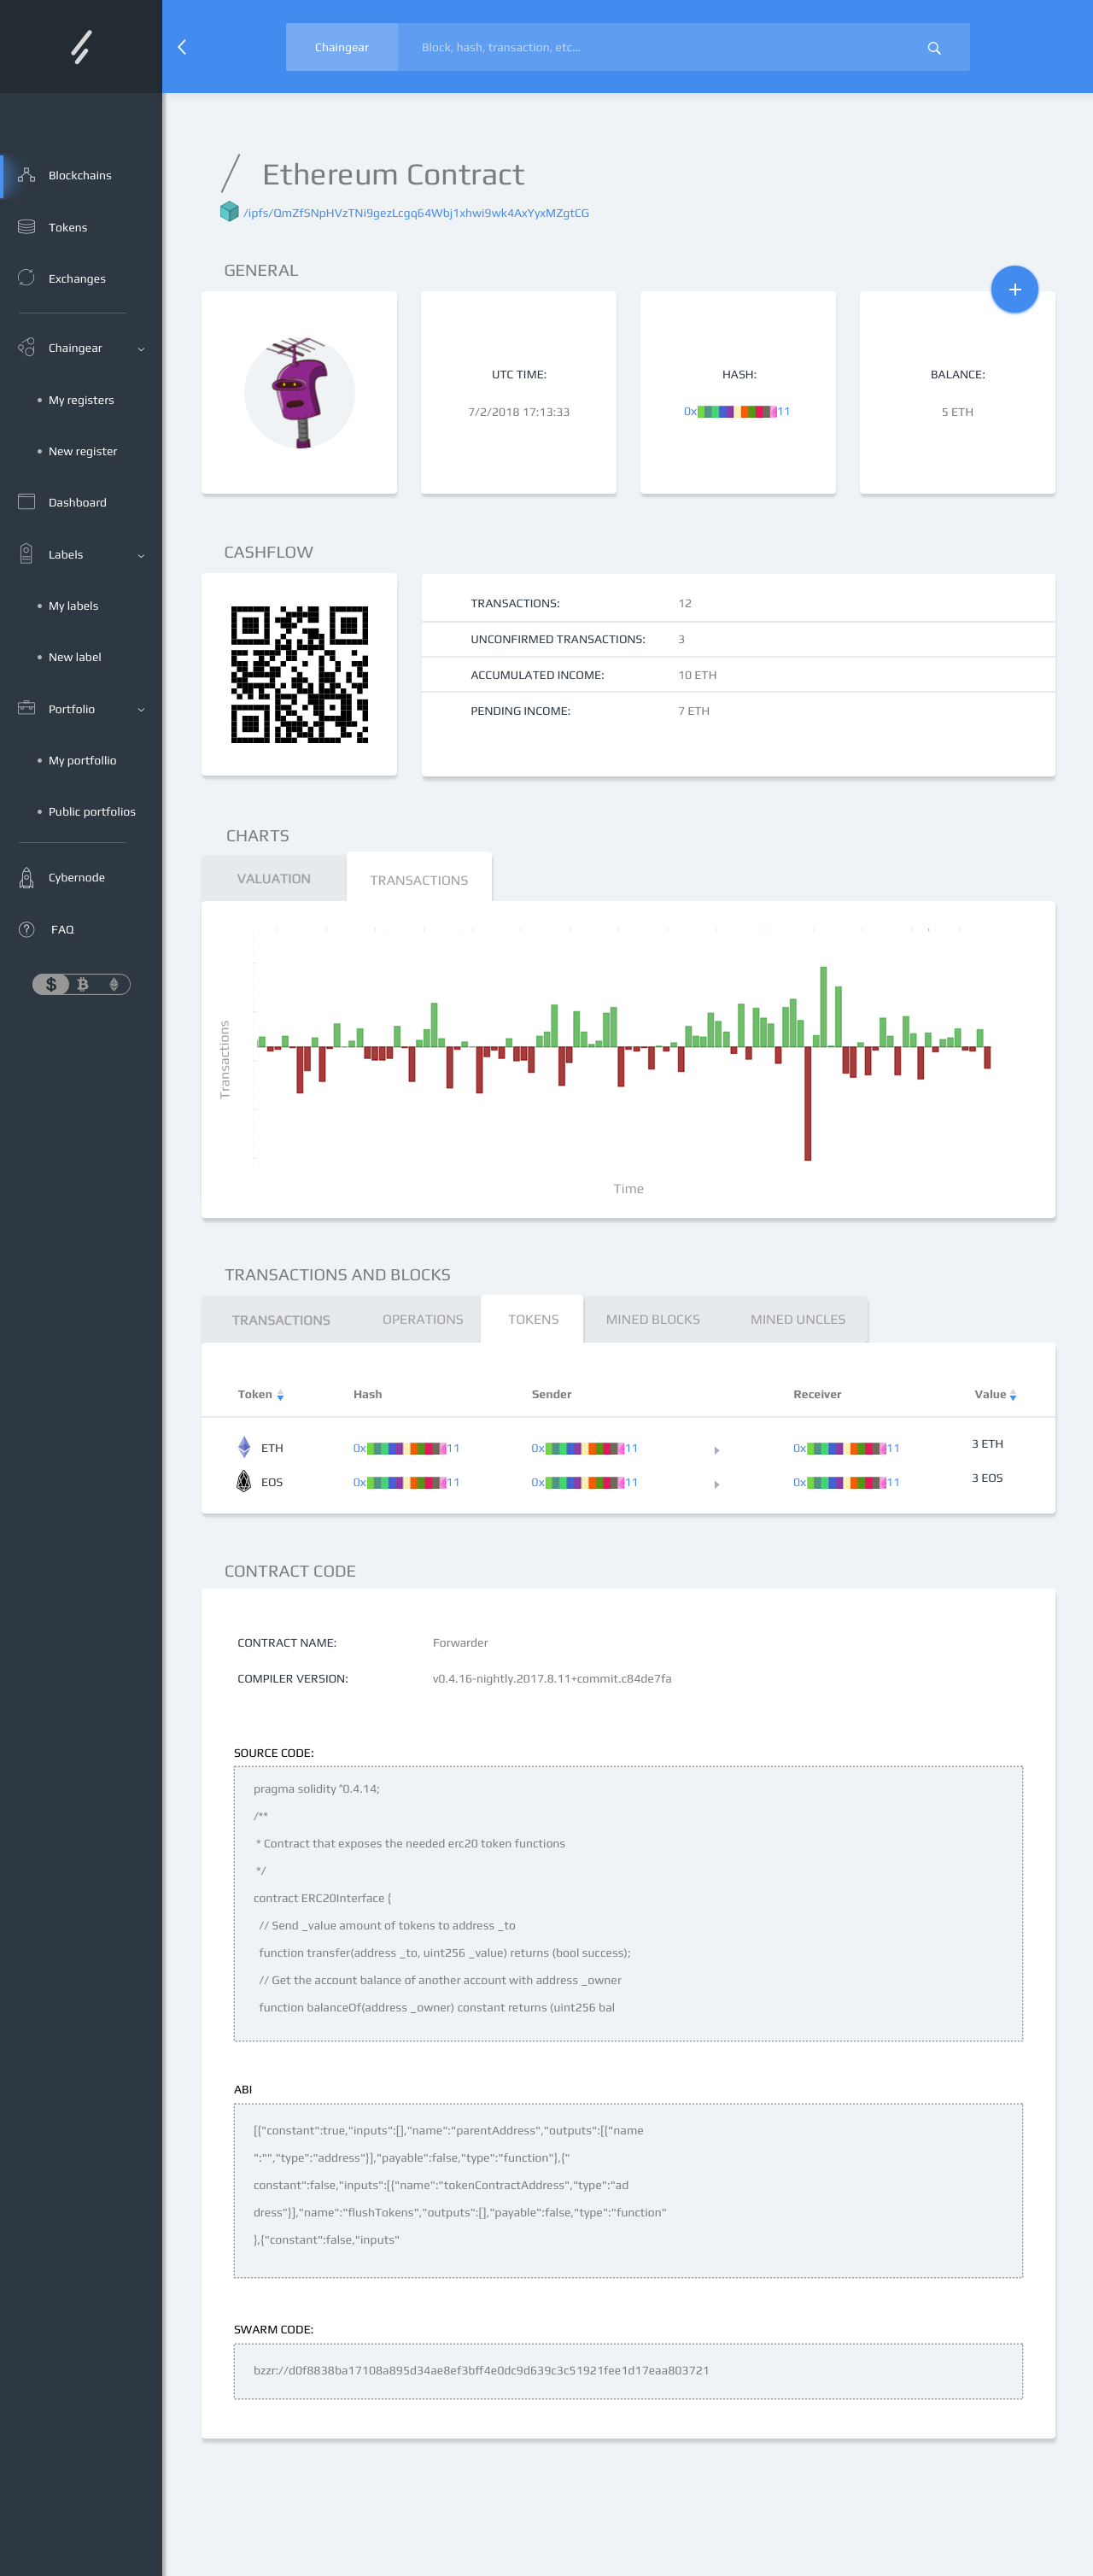 Chaingear
Block, hash, transaction, etc...
Blockchains
Tokens
Exchanges
Chaingear
My registers
New register
Dashboard
Labels
My labels
New label
Portfolio
My portfollio
Public portfolios
Cybernode
FAQ
Ethereum Contract
/ipfs/QmZfSNpHVzTNi9gezLcgq64Wbj1xhwi9wk4AxYyxMZgtCG
GENERAL
UTC TIME:
7/2/2018 17:13:33
HASH:
0x 11
BALANCE:
5 ETH
CASHFLOW
TRANSACTIONS: 12
UNCONFIRMED TRANSACTIONS: 3
ACCUMULATED INCOME: 10 ETH
PENDING INCOME: 7 ETH
CHARTS
VALUATION TRANSACTIONS
Transactions
Time
TRANSACTIONS AND BLOCKS
TRANSACTIONS OPERATIONS TOKENS MINED BLOCKS MINED UNCLES
Token Hash Sender Receiver Value
ETH 0x 11 0x 11 0x 11 3 ETH
EOS 0x 11 0x 11 0x 11 3 EOS
CONTRACT CODE
CONTRACT NAME: Forwarder
COMPILER VERSION: v0.4.16-nightly.2017.8.11+commit.c84de7fa
SOURCE CODE:
pragma solidity ^0.4.14;
/**
* Contract that exposes the needed erc20 token functions
*/
contract ERC20Interface {
// Send _value amount of tokens to address _to
function transfer(address _to, uint256 _value) returns (bool success);
// Get the account balance of another account with address _owner
function balanceOf(address _owner) constant returns (uint256 bal
ABI
[{"constant":true,"inputs":[],"name":"parentAddress","outputs":[{"name
":"","type":"address"}],"payable":false,"type":"function"},{"
constant":false,"inputs":[{"name":"tokenContractAddress","type":"ad
dress"}],"name":"flushTokens","outputs":[],"payable":false,"type":"function"
},{"constant":false,"inputs"
SWARM CODE:
bzzr://d0f8838ba17108a895d34ae8ef3bff4e0dc9d639c3c51921fee1d17eaa803721